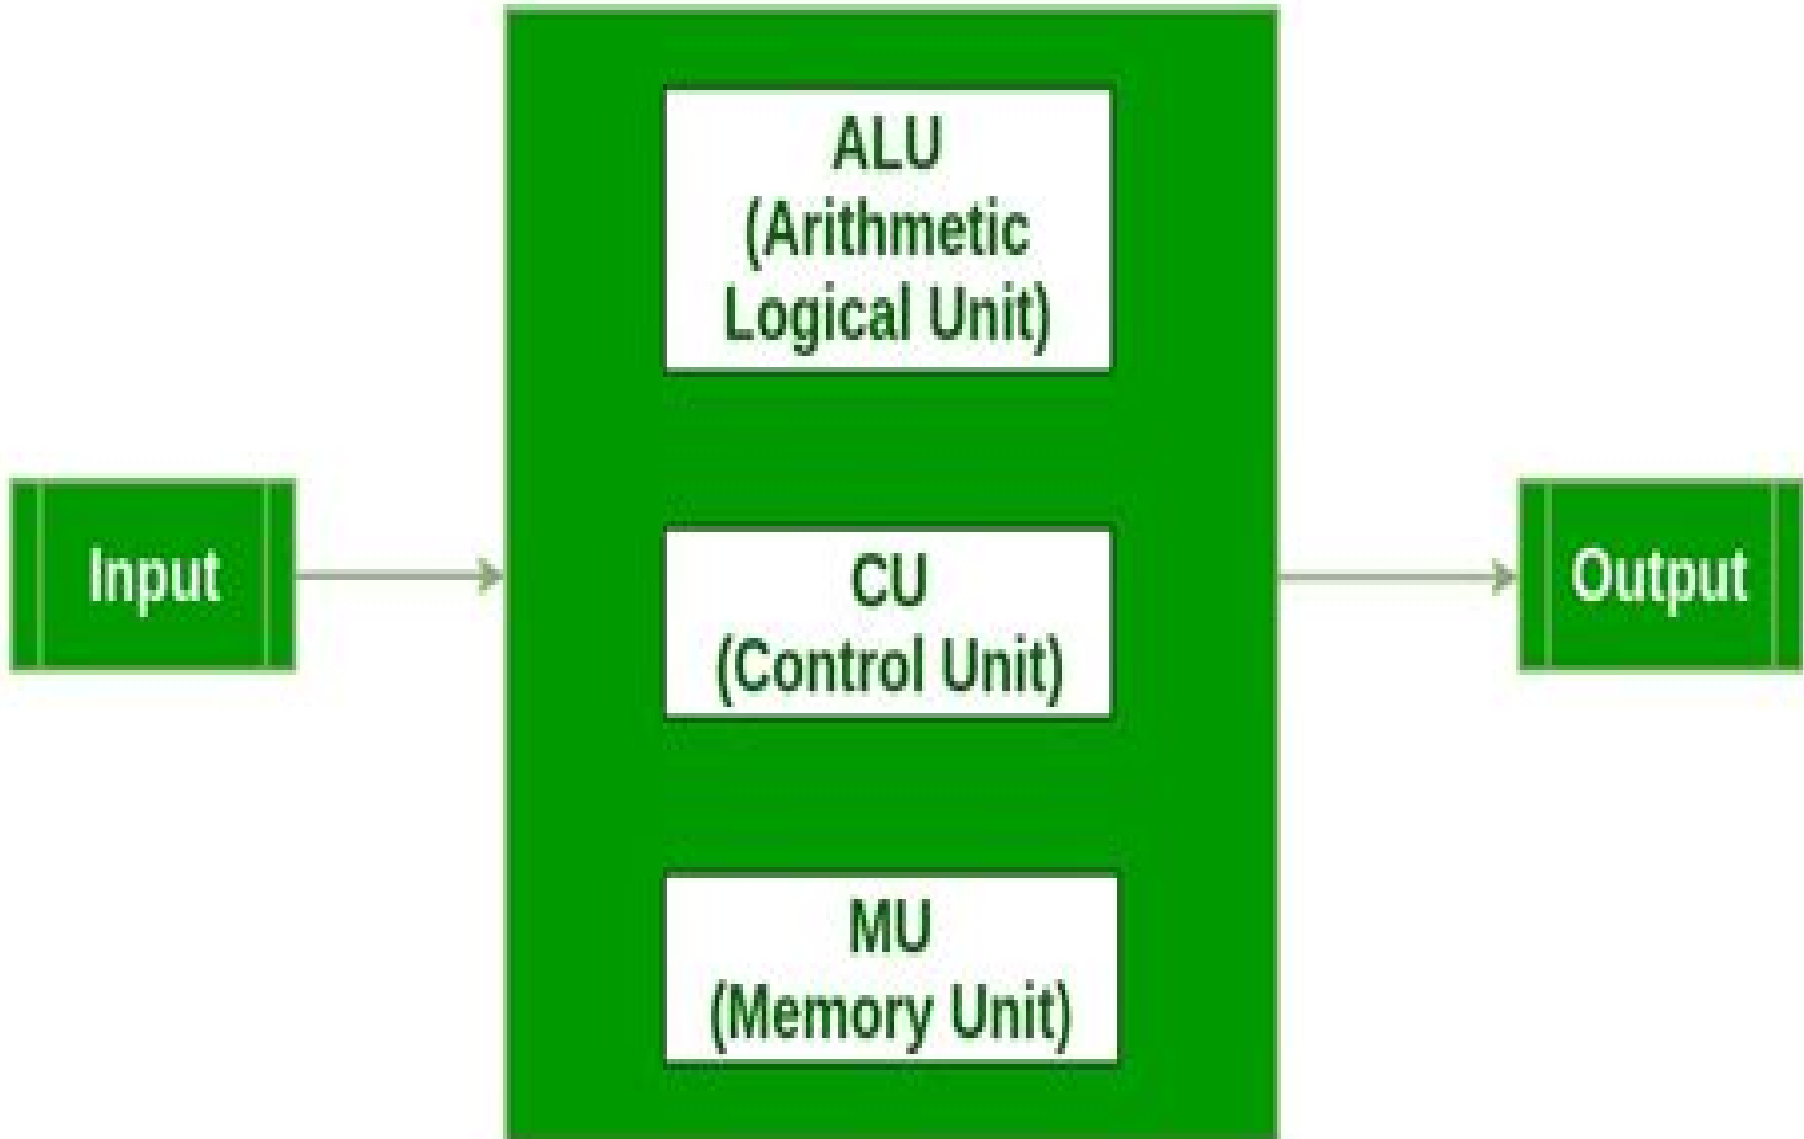 Input
ALU
(Arithmetic
Logical Unit)
CU
(Control Unit)
MU
(Memory Unit)
Output